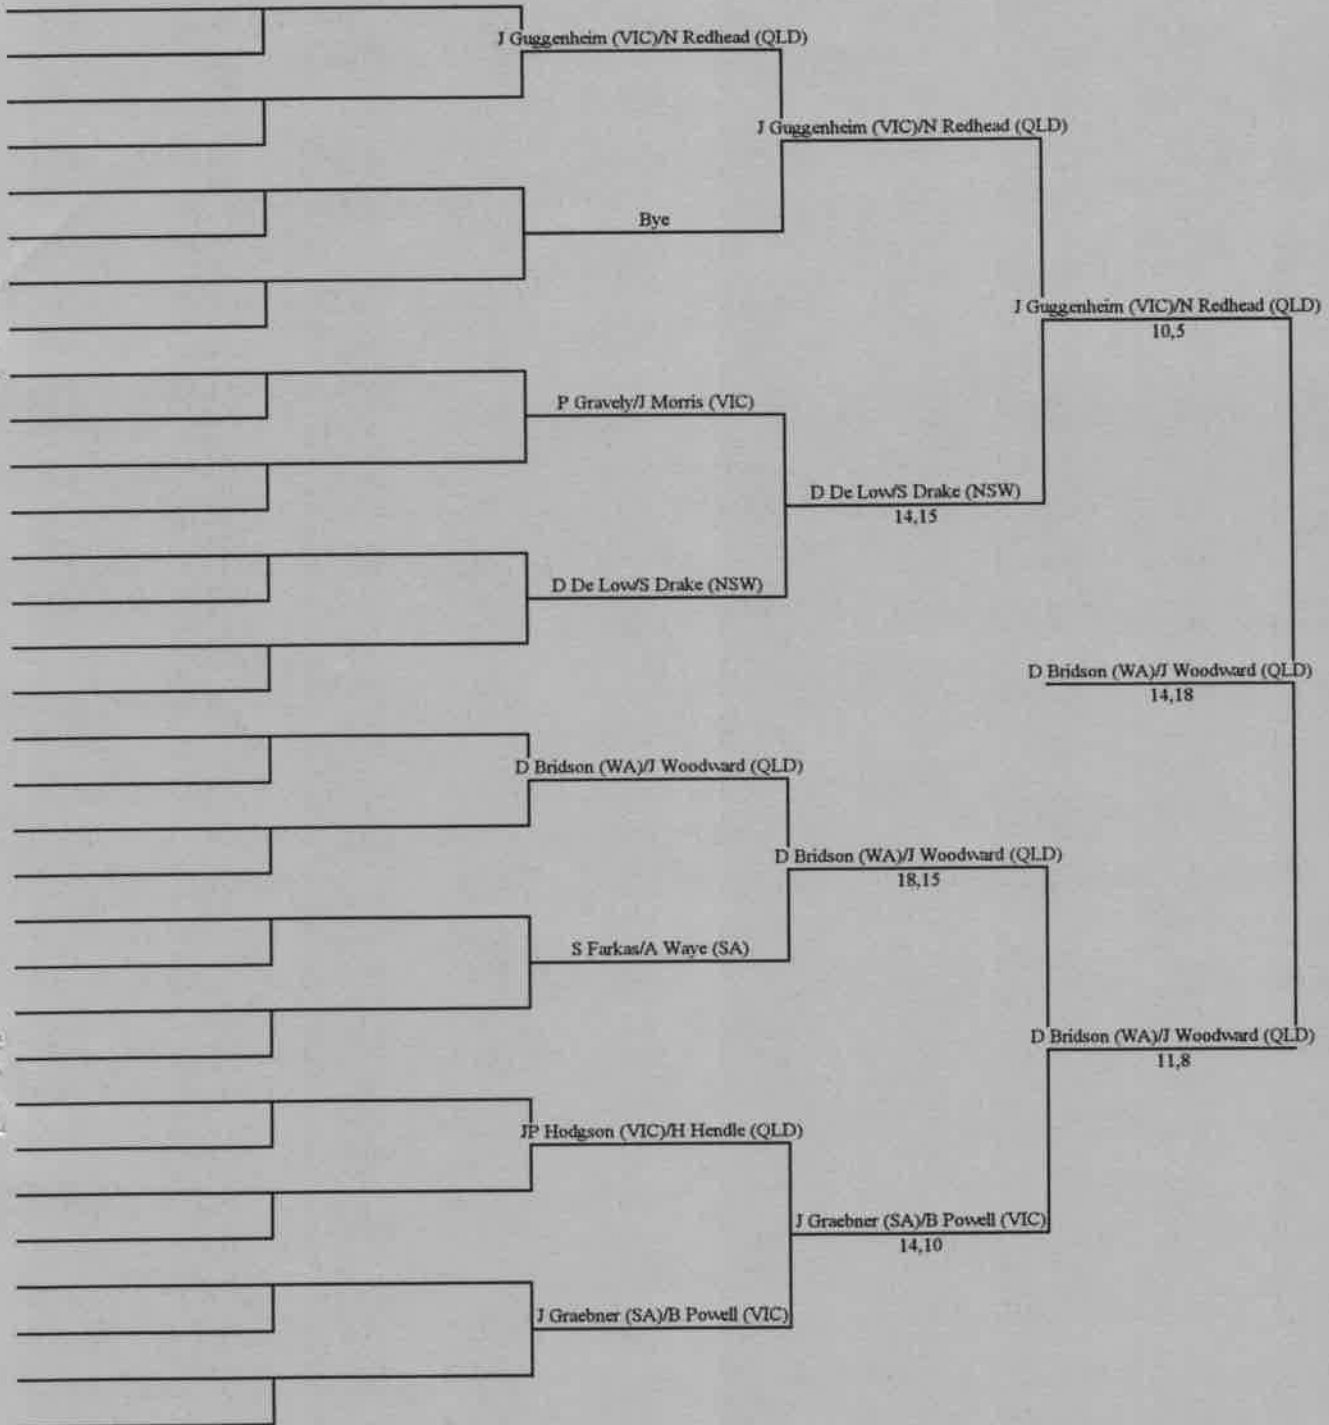 J Guggenheim (VIC)/N Redhead (QLD)
J Guggenheim (VIC)/N Redhead (QLD)
Bye
J Guggenheim (VIC)/N Redhead (QLD)
10,5
P Gravely/J Morris (VIC)
D De Low/S Drake (NSW)
14,15
D De Low/S Drake (NSW)
D Bridson (WA)/J Woodward (QLD)
14,18
D Bridson (WA)/J Woodward (QLD)
D Bridson (WA)/J Woodward (QLD)
18,15
S Farkas/A Waye (SA)
D Bridson (WA)/J Woodward (QLD)
11,8
JP Hodgson (VIC)/H Hendle (QLD)
J Graebner (SA)/B Powell (VIC)
14,10
J Graebner (SA)/B Powell (VIC)